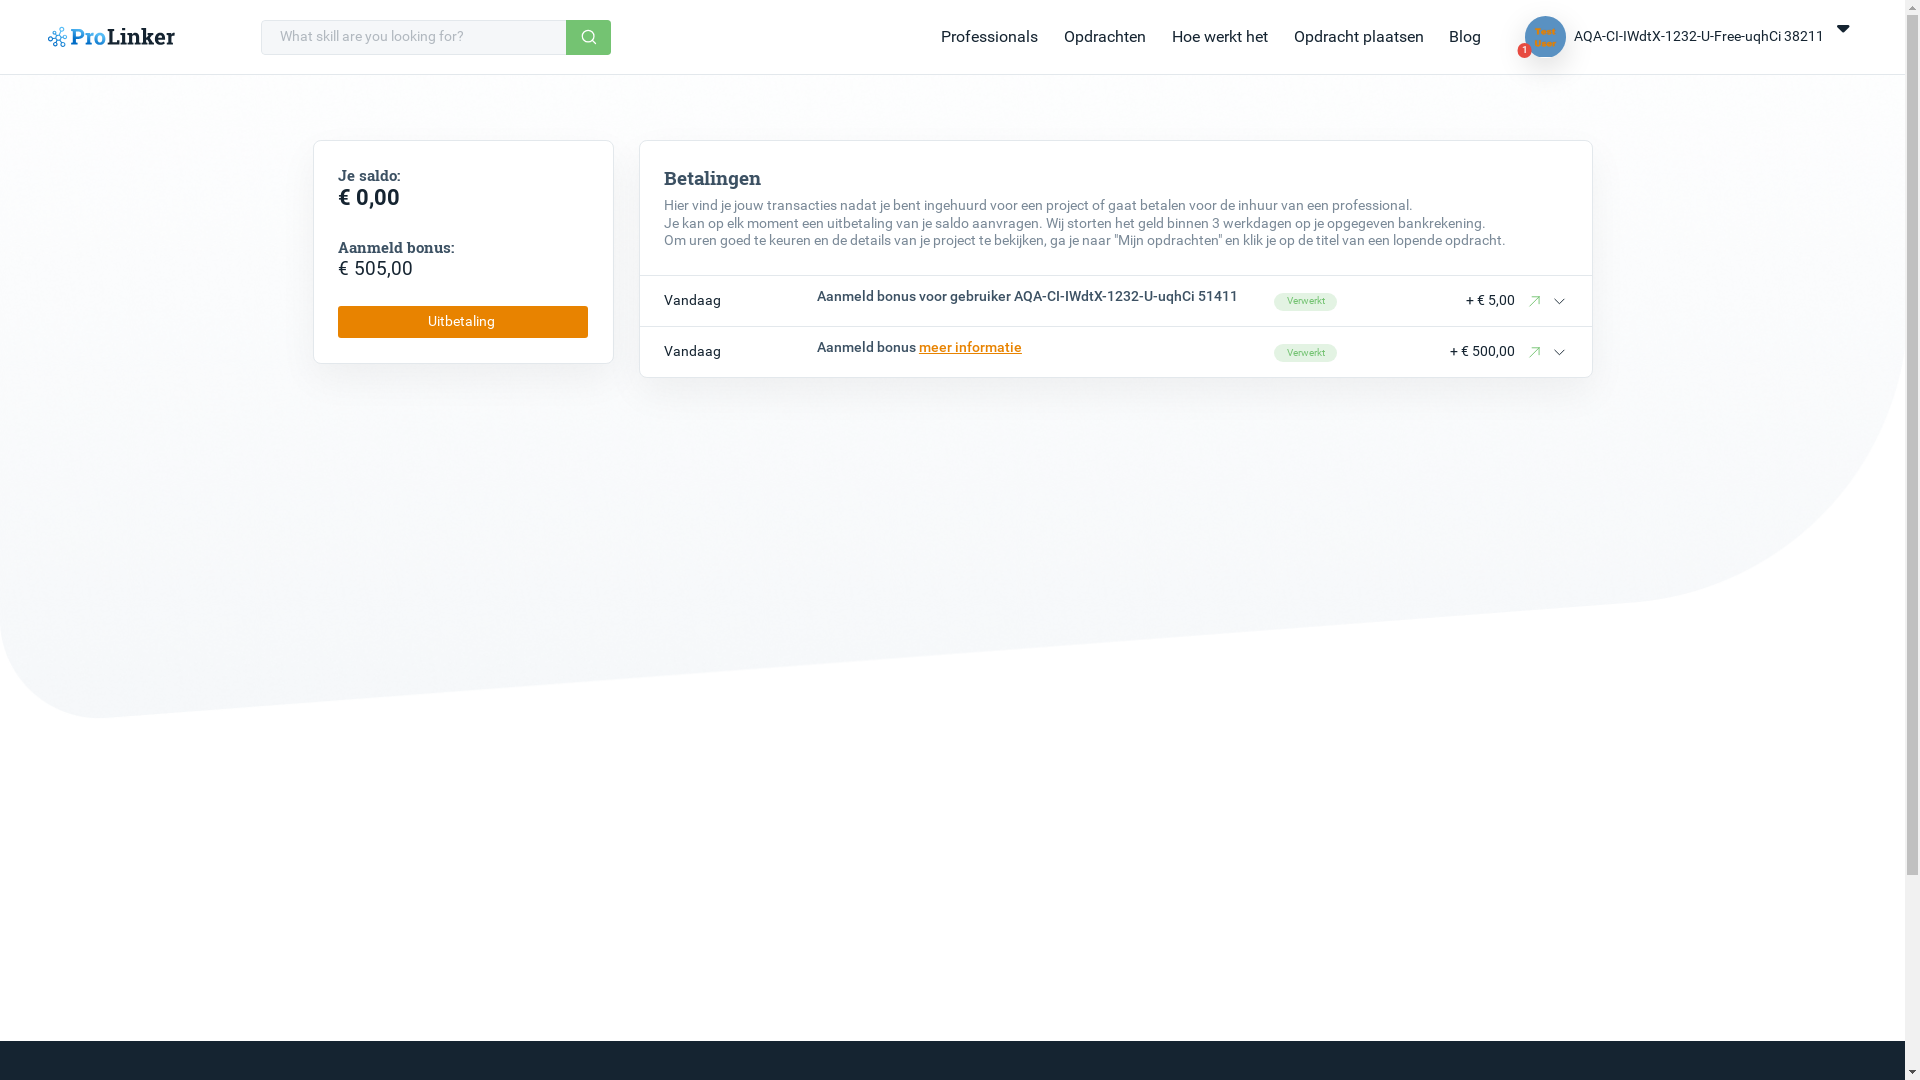 ProLinker
What skill are you looking for?
Professionals
Opdrachten
Hoe werkt het
Opdracht plaatsen
Blog
Test
User
1
AQA-CI-IWdtX-1232-U-Free-uqhCi 38211
Je saldo:
€ 0,00
Aanmeld bonus:
€ 505,00
Uitbetaling
Betalingen
Hier vind je jouw transacties nadat je bent ingehuurd voor een project of gaat betalen voor de inhuur van een professional.
Je kan op elk moment een uitbetaling van je saldo aanvragen. Wij storten het geld binnen 3 werkdagen op je opgegeven bankrekening.
Om uren goed te keuren en de details van je project te bekijken, ga je naar "Mijn opdrachten" en klik je op de titel van een lopende opdracht.
Vandaag Aanmeld bonus voor gebruiker AQA-CI-IWdtX-1232-U-uqhCi 51411 Verwerkt + € 5,00
Vandaag Aanmeld bonus meer informatie Verwerkt + € 500,00